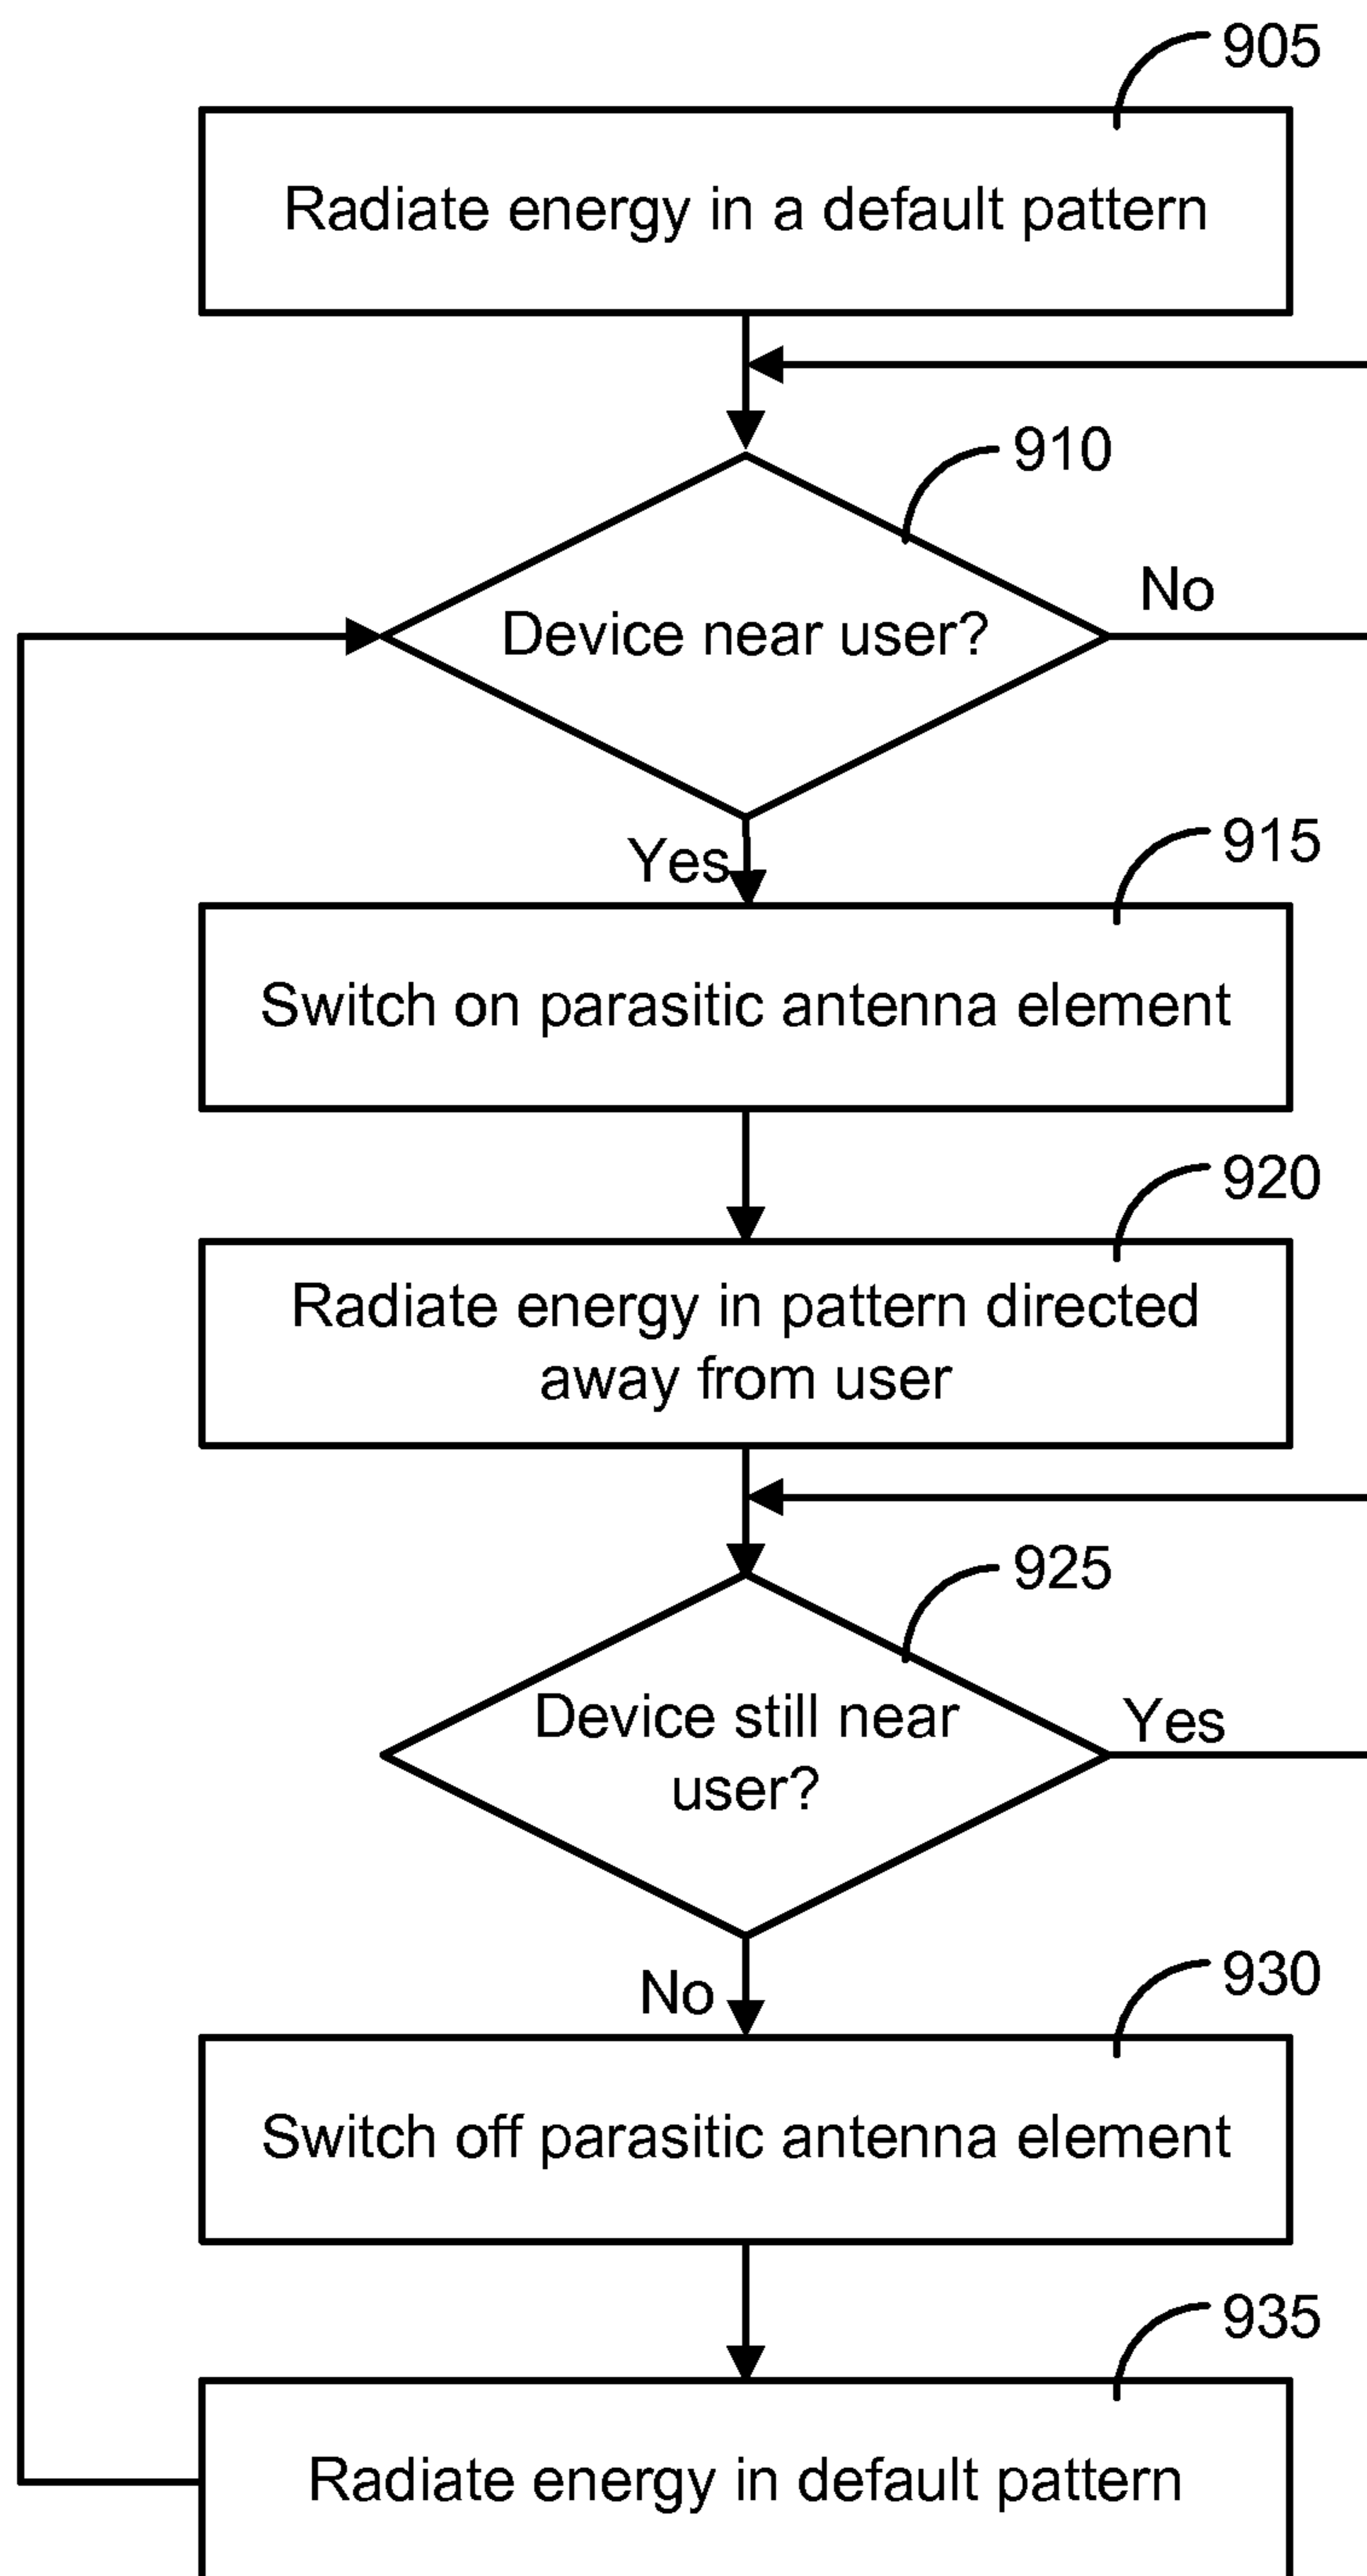 905
Radiate energy in a default pattern
910
No
Device near user?
Yes
915
Switch on parasitic antenna element
920
Radiate energy in pattern directed
away from user
925
Device still near
user?
Yes
No
930
Switch off parasitic antenna element
935
Radiate energy in default pattern